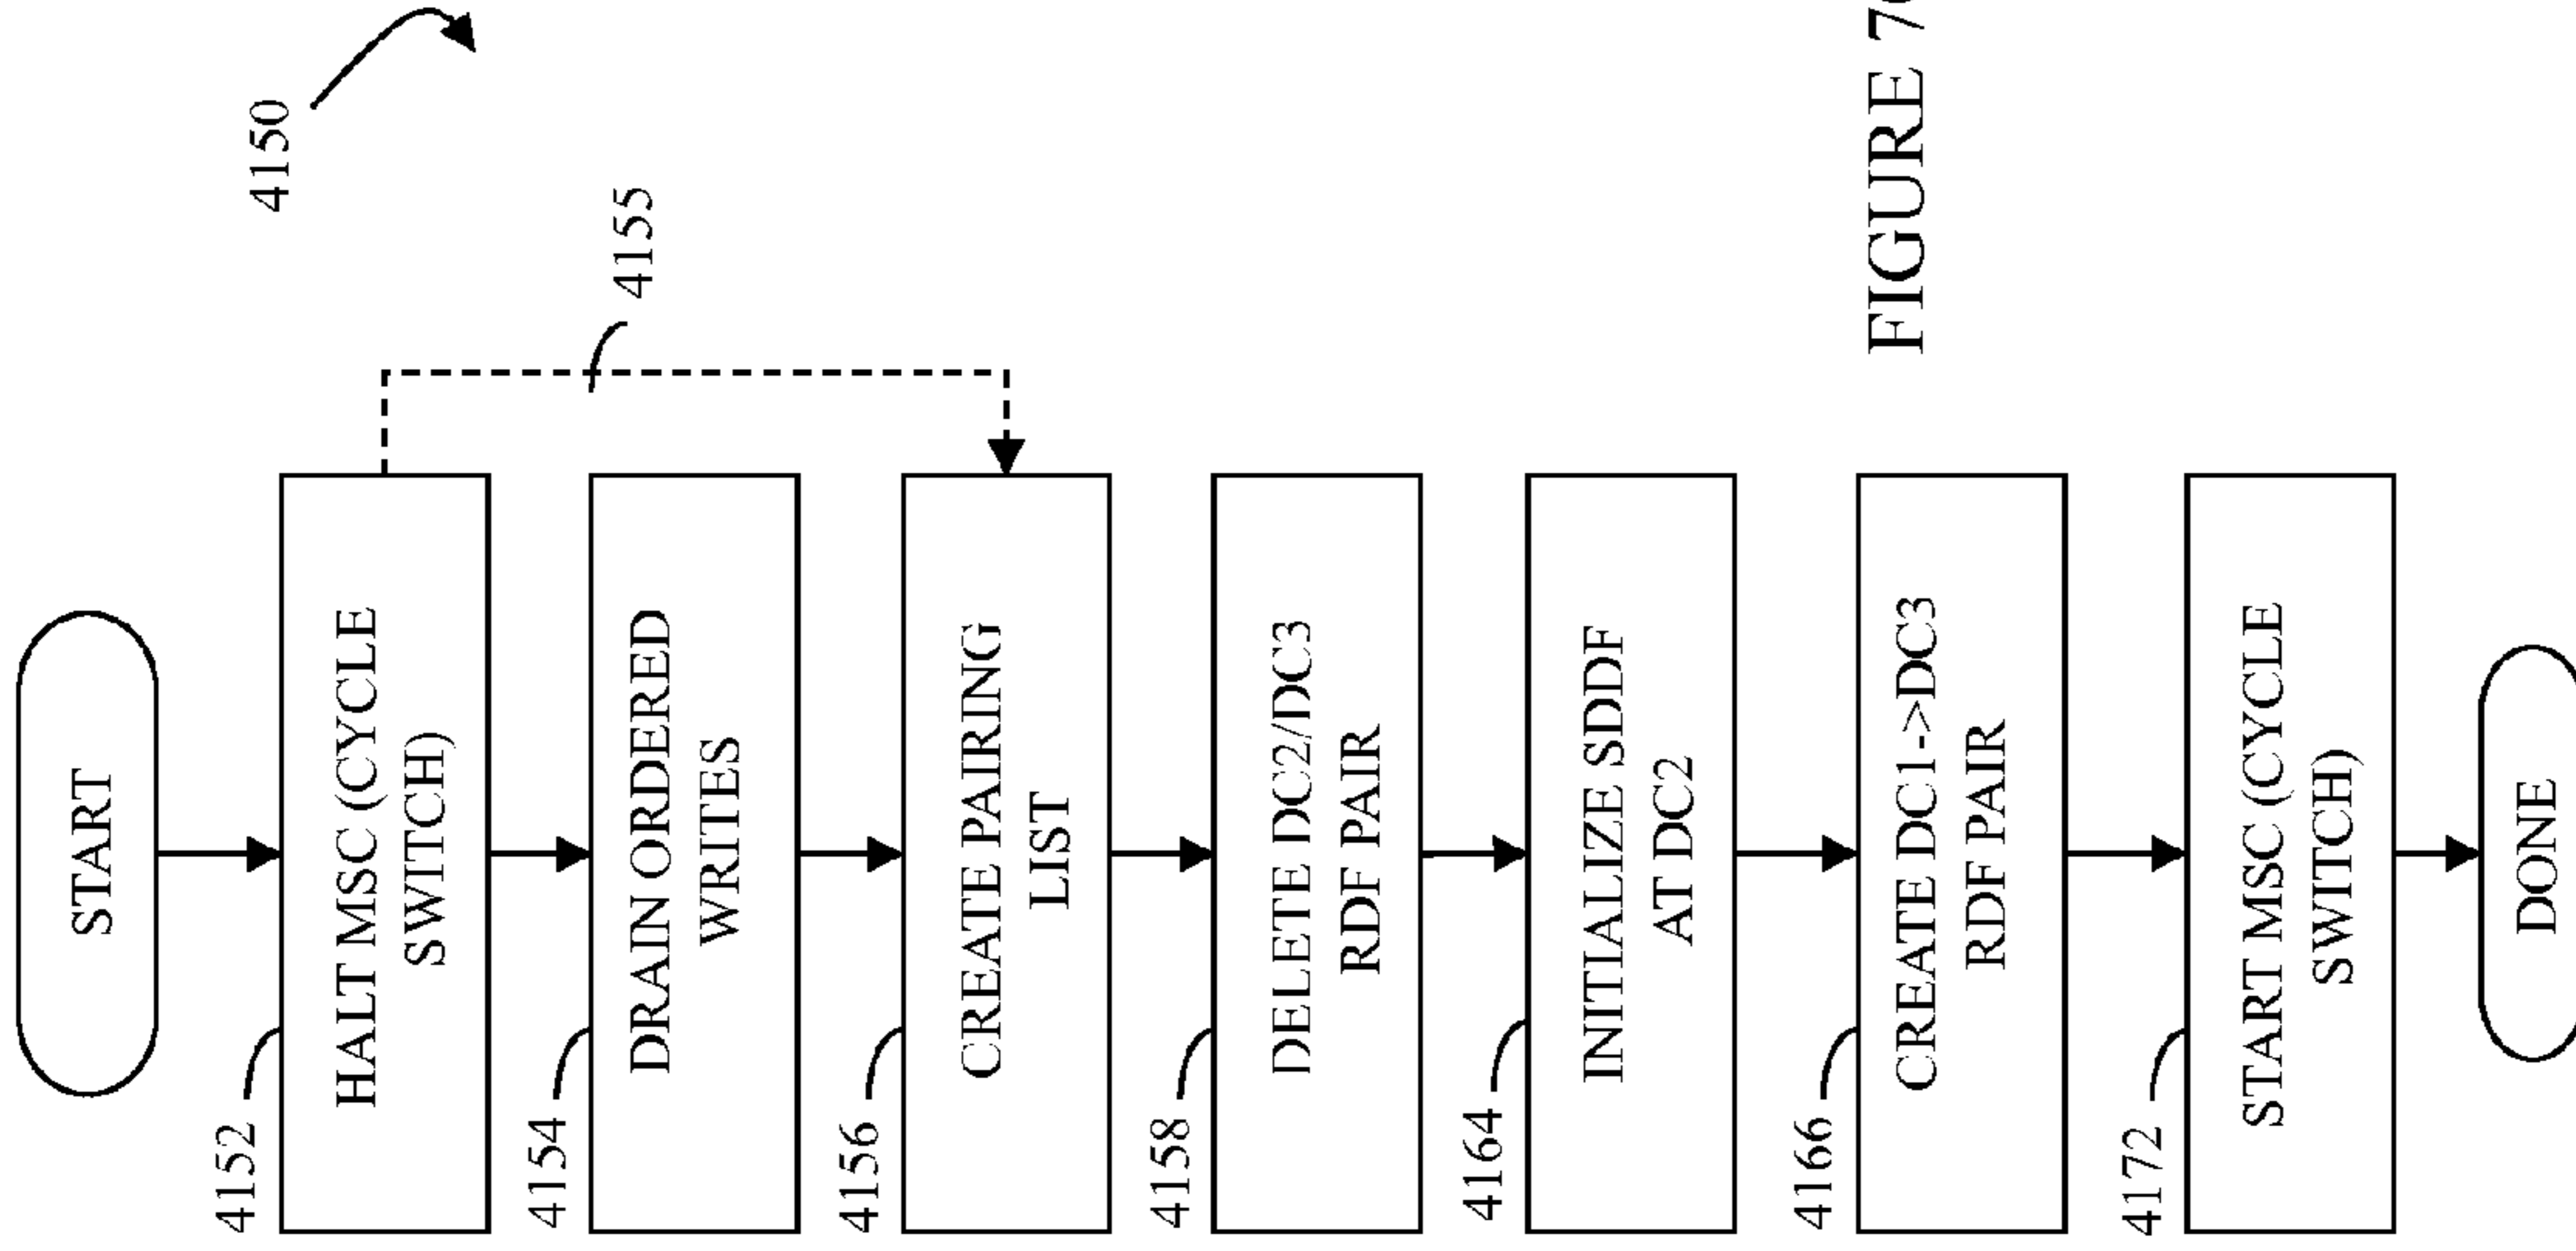 START
4150
4152
HALT MSC (CYCLE
SWITCH)
4154
DRAIN ORDERED
WRITES
4155
4156
CREATE PAIRING
LIST
4158
DELETE DC2/DC3
RDF PAIR
4164
INITIALIZE SDDF
AT DC2
4166
CREATE DC1->DC3
RDF PAIR
4172
START MSC (CYCLE
SWITCH)
DONE
FIGURE